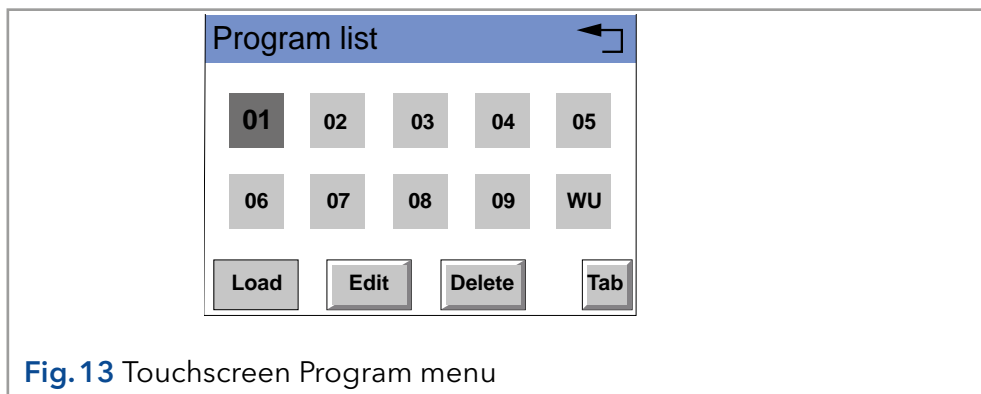 Program list
01 02 03 04 05
06 07 08 09 WU
Load Edit Delete Tab
Fig. 13 Touchscreen Program menu